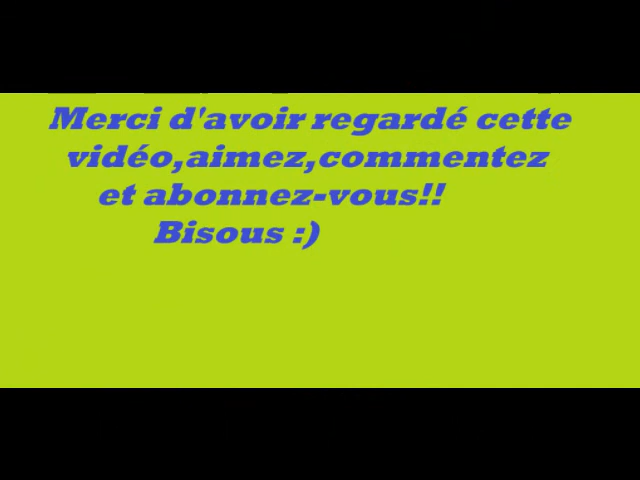 Merci d'avoir regardé cette
vidéo,aimez,commentez
et abonnez-vous!!
Bisous :)